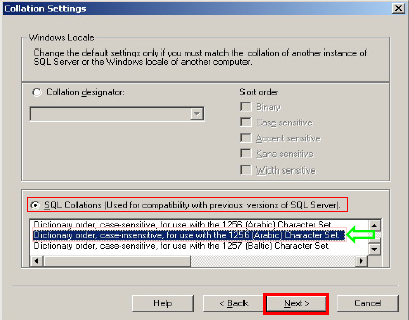 Collation Settings
Windows Locale
Change the default settings only if you must match the collation of another instance of
SQL Server or the Windows locale of another computer.
Collation designator:
Sort order
Binary
Case sensitive
Accent sensitive
Kana sensitive
Width sensitive
SQL Collations (Used for compatibility with previous versions of SQL Server).
Dictionary order, case-sensitive, for use with the 1256 (Arabic) Character Set.
Dictionary order, case-insensitive, for use with the 1256 (Arabic) Character Set.
Dictionary order, case-sensitive, for use with the 1257 (Baltic) Character Set.
Help
< Back
Next >
Cancel